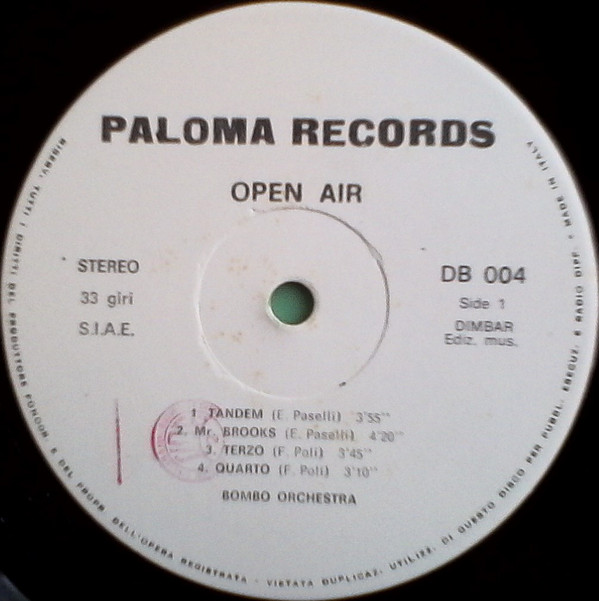 PALOMA RECORDS
OPEN AIR
STEREO
33 giri
S.I.A.E.
DB 004
Side 1
DIMBAR
Ediz. mus.
1 TANDEM (E. Paselli) 3'55''
2. Mr. BROOKS (E. Paselli) 4'20''
3. TERZO (F. Poli) 3'45''
4. QUARTO (F. Poli) 3'10''
BOMBO ORCHESTRA
RISERV. TUTTI I DIRITTI DEL PRODUTTORE FONOGR. E DEL PROPR. DELL'OPERA REGISTRATA - VIETATA DUPLICAZ. UTILIZZ. DI QUESTO DISCO PER PUBBL. ESECUZ. E RADIO DIFF. • MADE IN ITALY